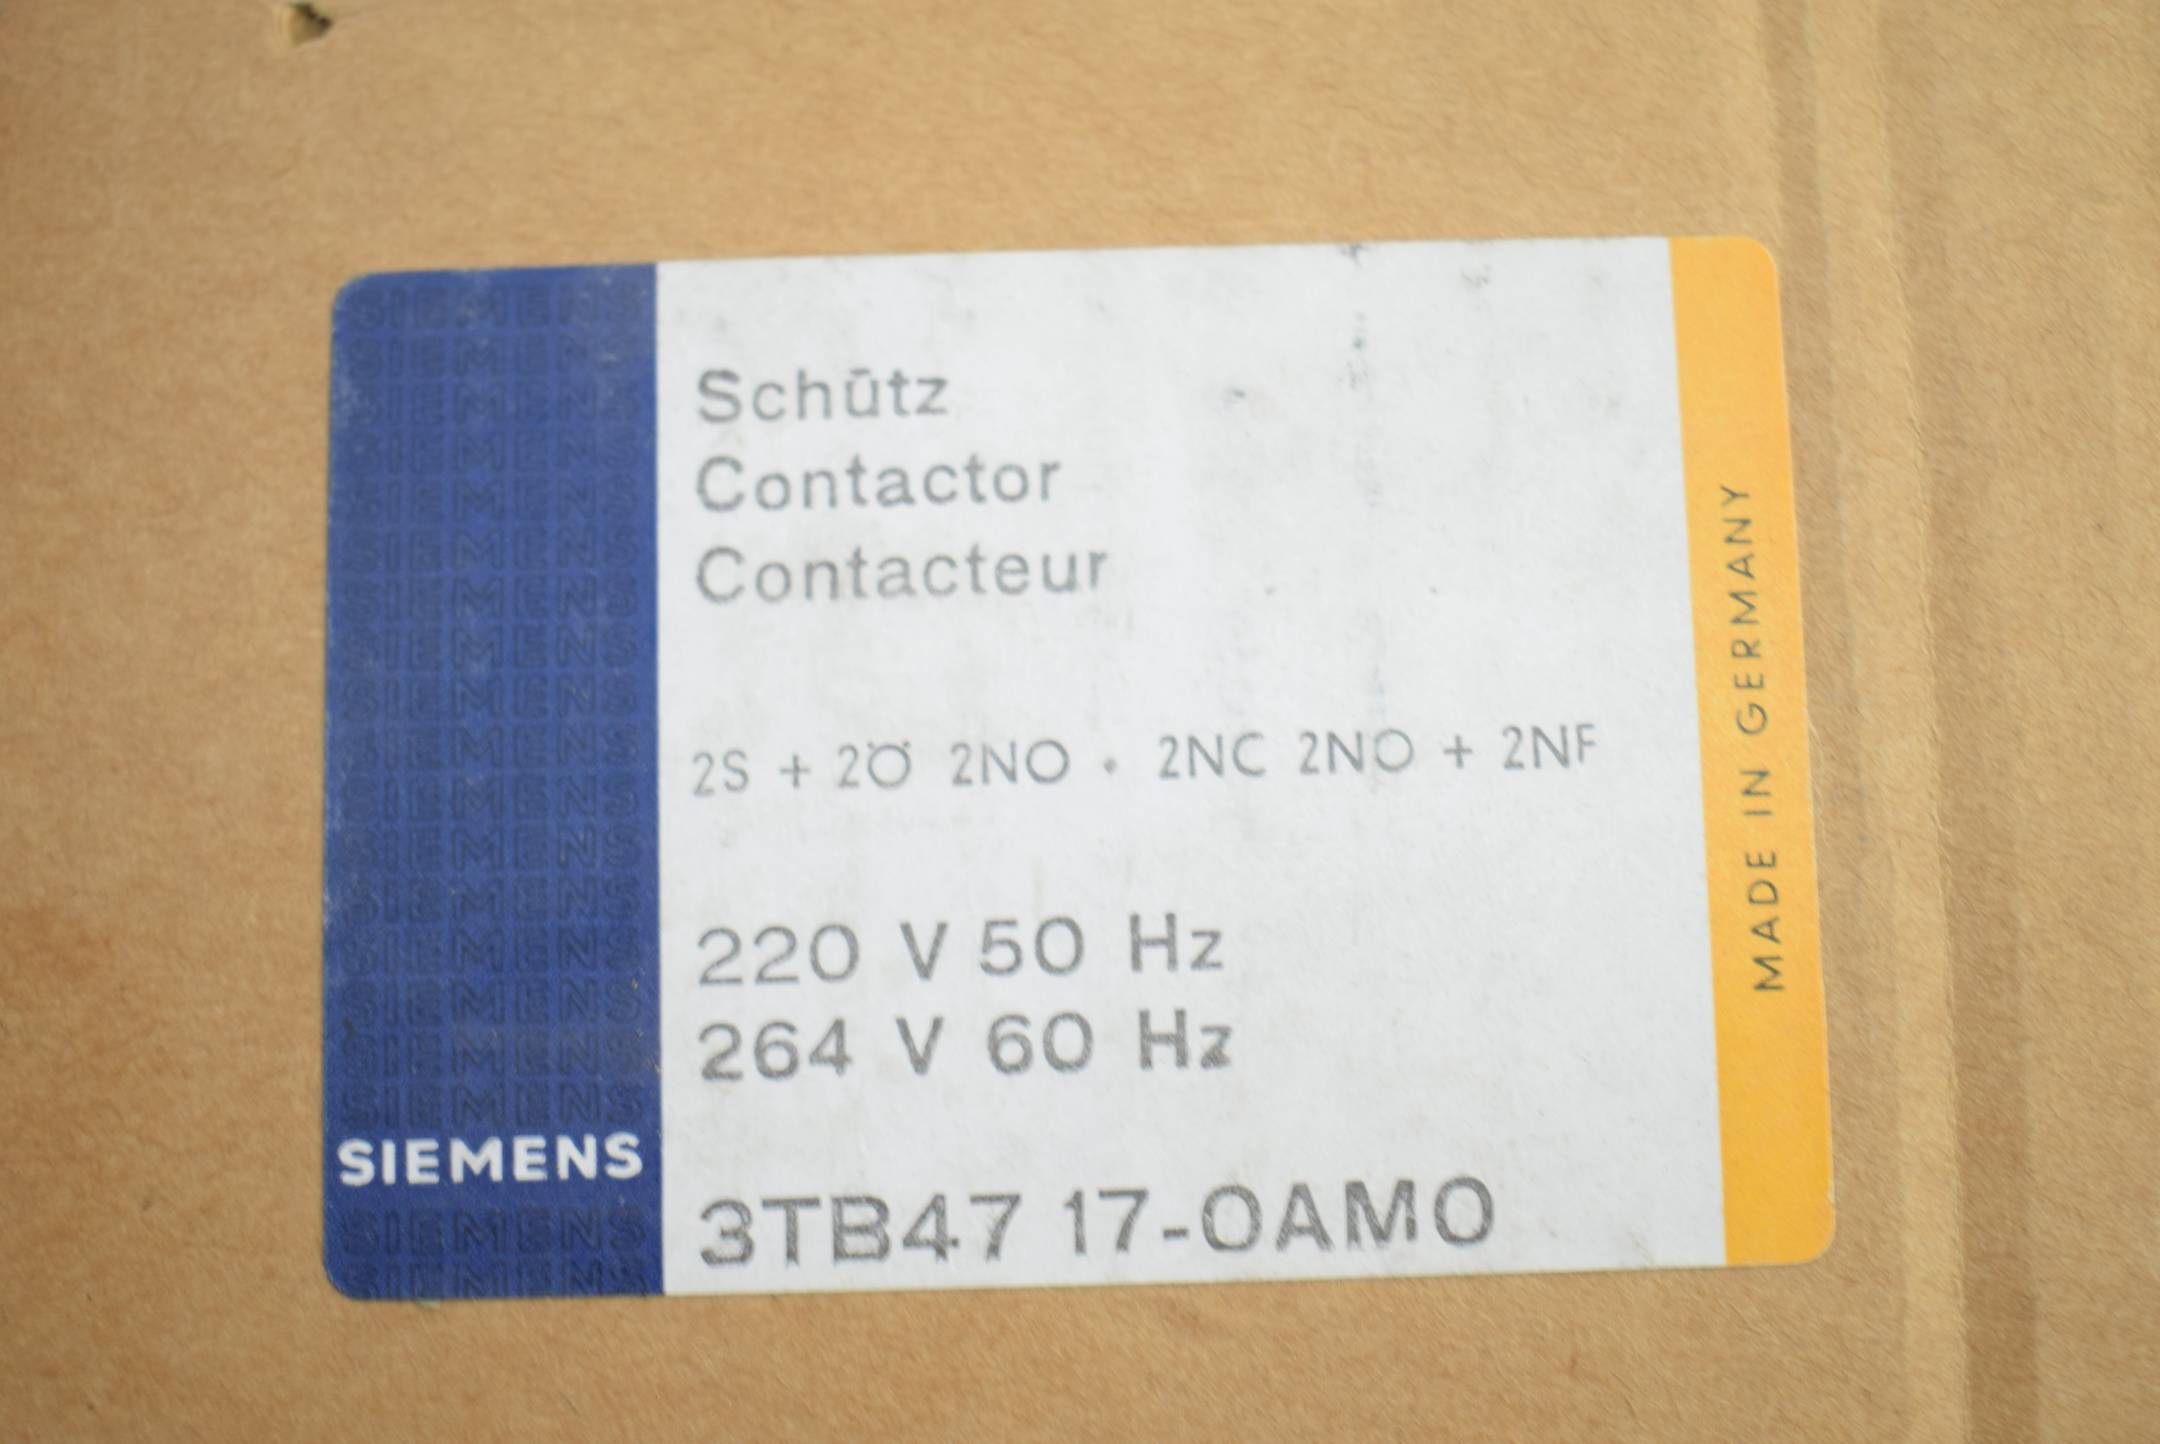 Schütz
Contactor
Contacteur
2S + 2Ö 2NO + 2NC 2NO + 2NF
220 V 50 Hz
264 V 60 Hz
3TB47 17-0AM0
SIEMENS
MADE IN GERMANY